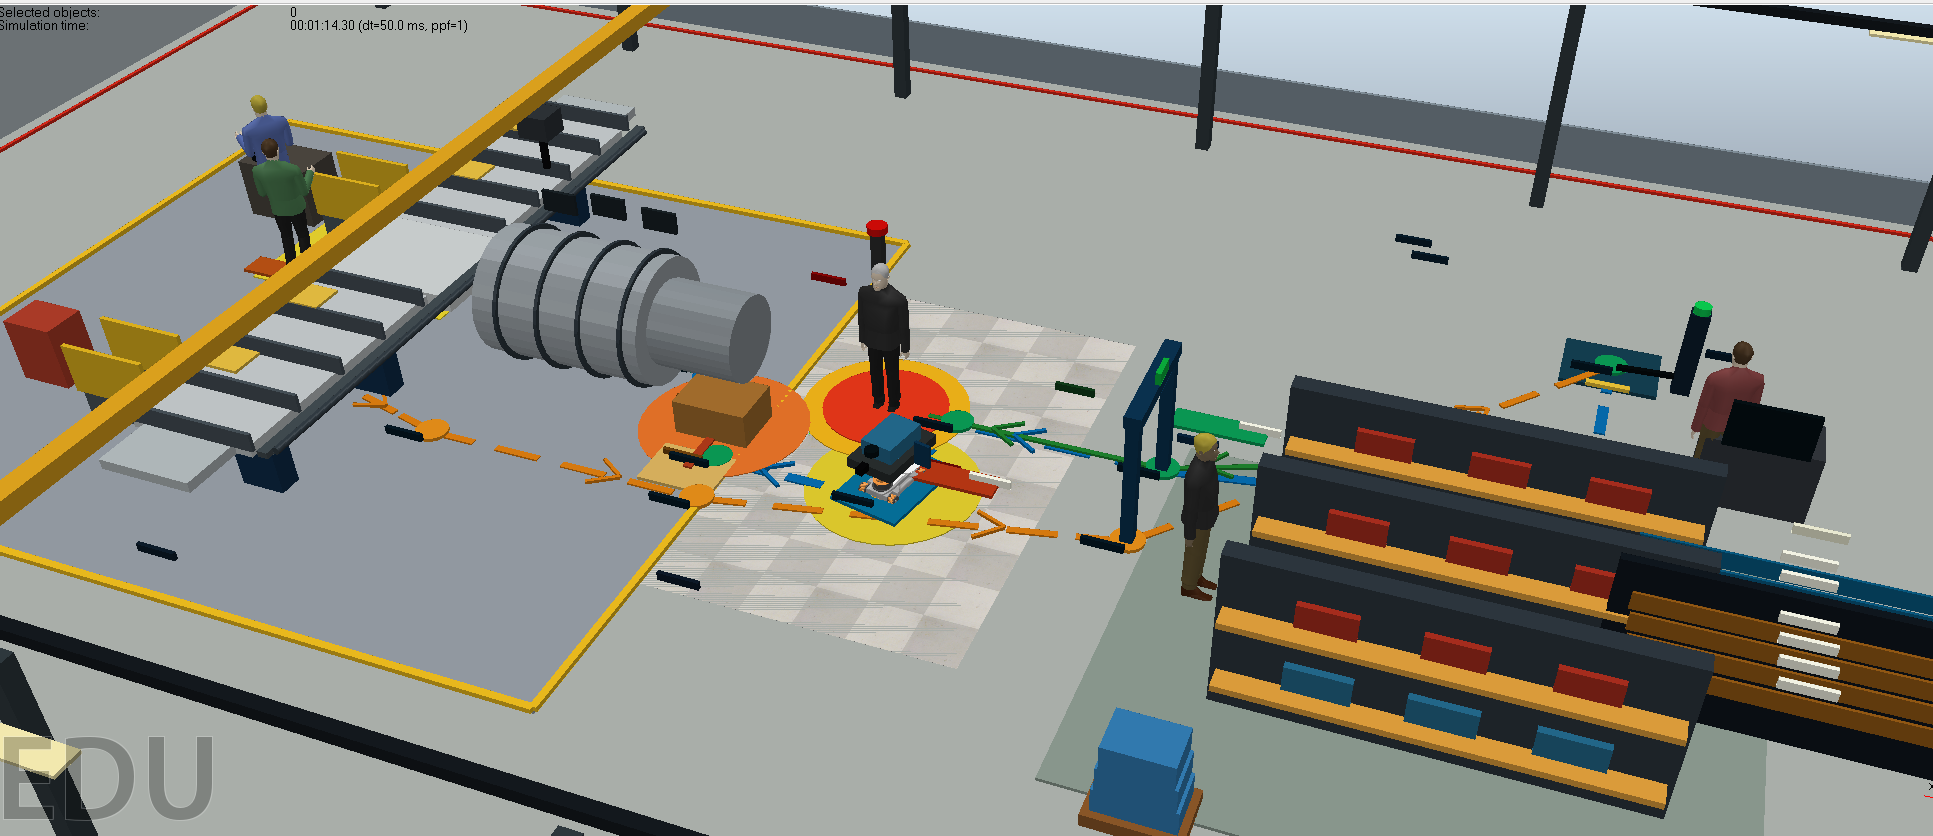 Selected objects: 0
Simulation time: 00:01:14.30 (dt=50.0 ms, ppf=1)
EDU